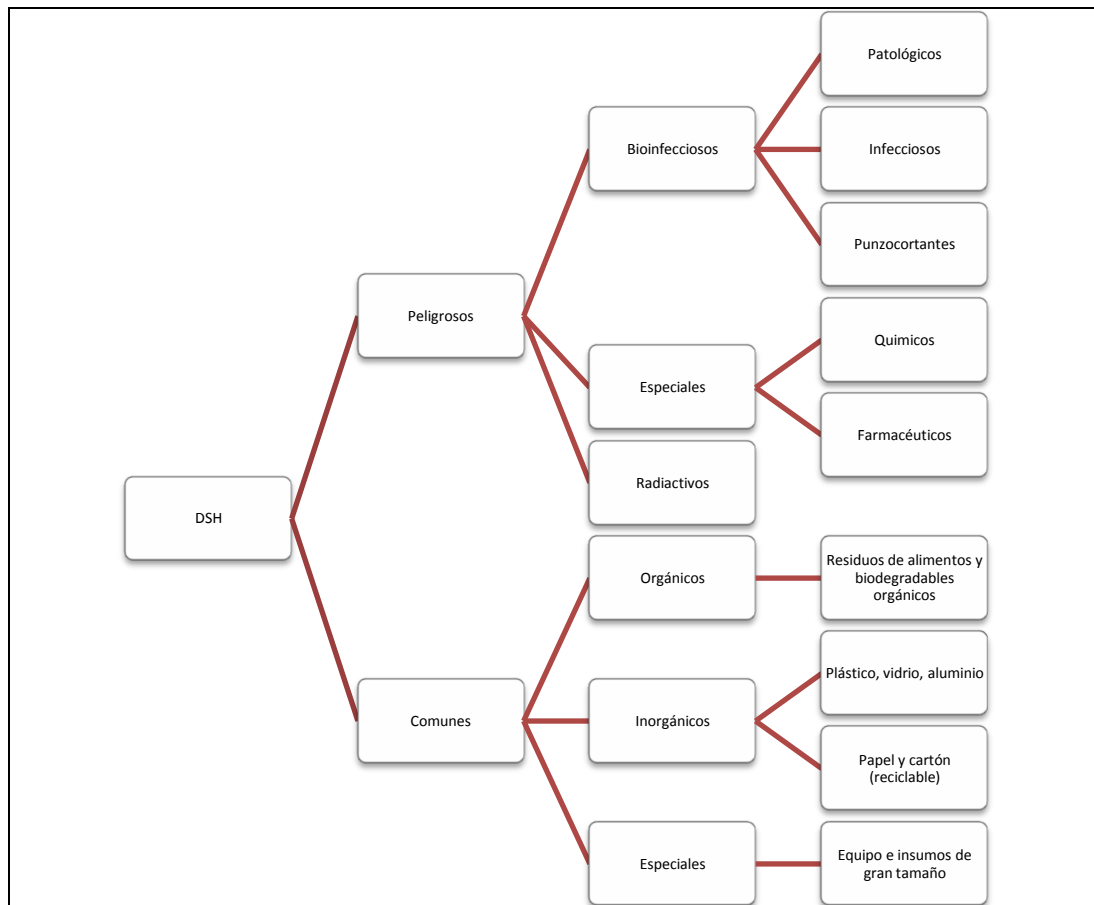 Patológicos
Bioinfecciosos
Infecciosos
Punzocortantes
Peligrosos
Quimicos
Especiales
Farmacéuticos
Radiactivos
DSH
Orgánicos
Residuos de alimentos y
biodegradables
orgánicos
Plástico, vidrio, aluminio
Comunes
Inorgánicos
Papel y cartón
(reciclable)
Especiales
Equipo e insumos de
gran tamaño